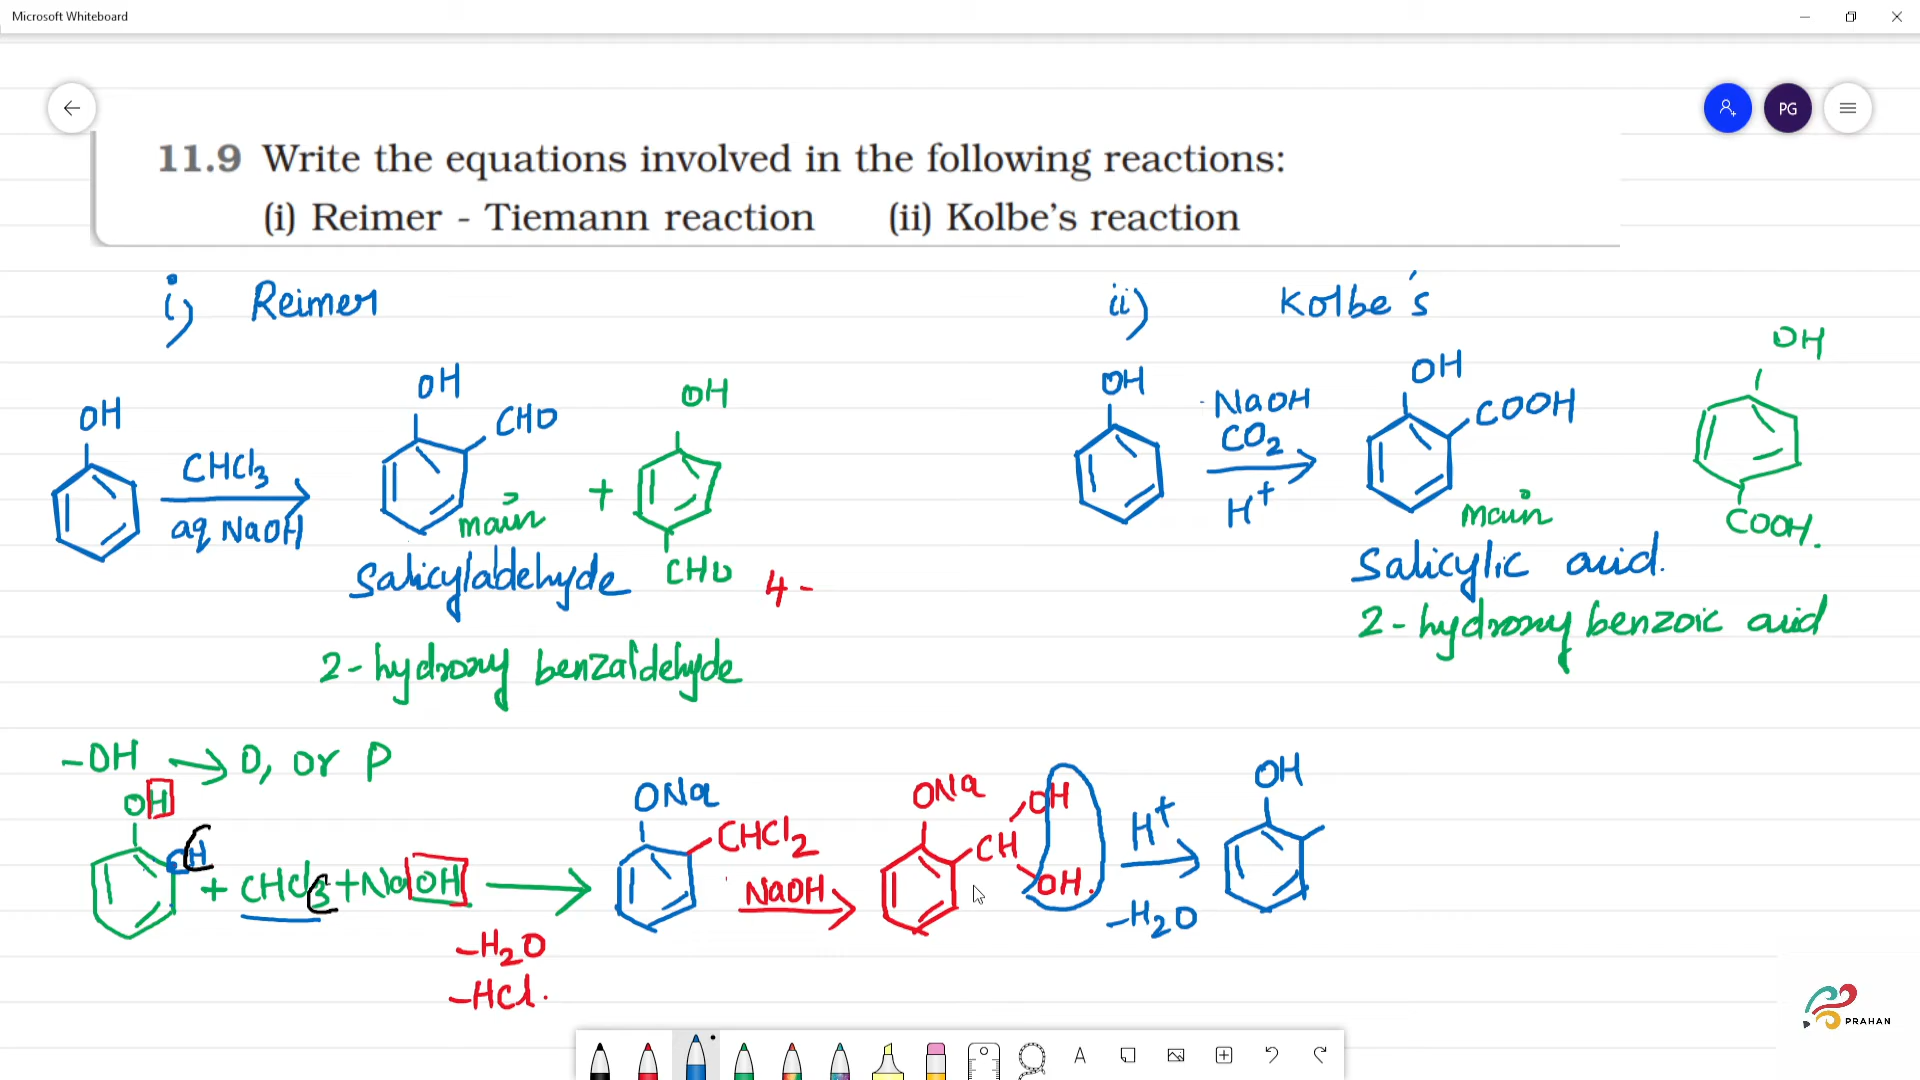 Microsoft Whiteboard
PG
11.9 Write the equations involved in the following reactions:
(i) Reimer - Tiemann reaction (ii) Kolbe's reaction
i) Reimer
ii) Kolbe's
OH
CHCl3
aq NaOH
OH
CHO
main
+
OH
CHO
Salicylaldehyde
4 -
2-hydroxy benzaldehyde
OH
NaOH
CO2
H+
OH
COOH
main
OH
COOH.
Salicylic acid.
2-hydroxy benzoic acid
-OH → O, or P
OH
CH
+ CHCl3 + NaOH →
-H2O
-HCl.
ONa
CHCl2
NaOH
ONa
CH
OH
OH.
H+
-H2O
OH
A
PRAHAN